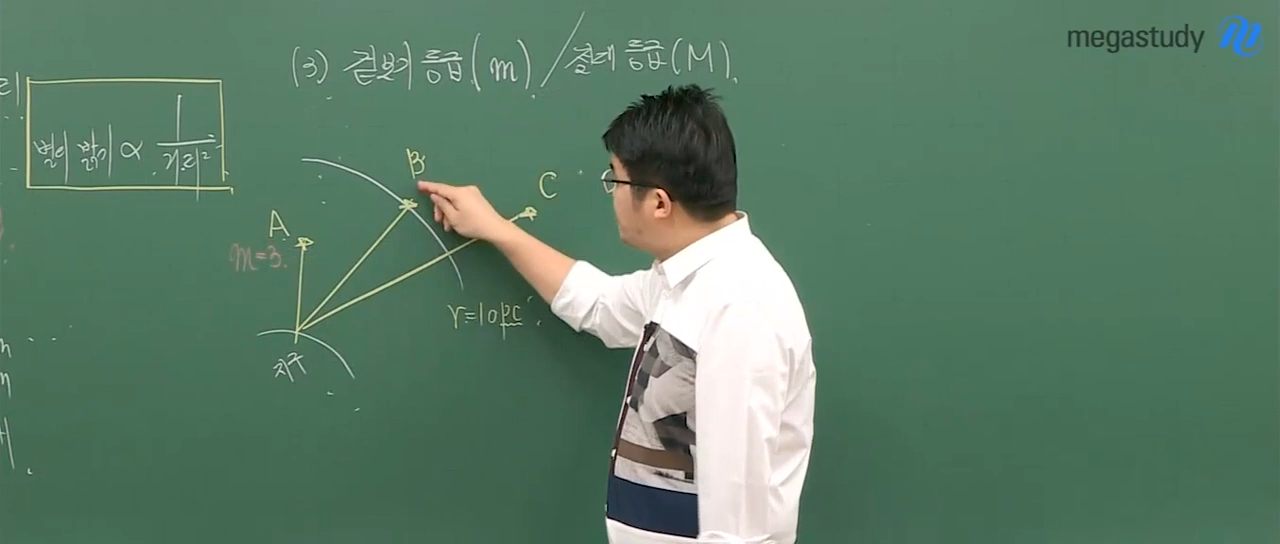 megastudy
(3) 겉보기 등급(m) / 절대 등급(M).
별의 밝기 ∝ 1/거리²
B
C
A
m=3.
r=10pc
지구